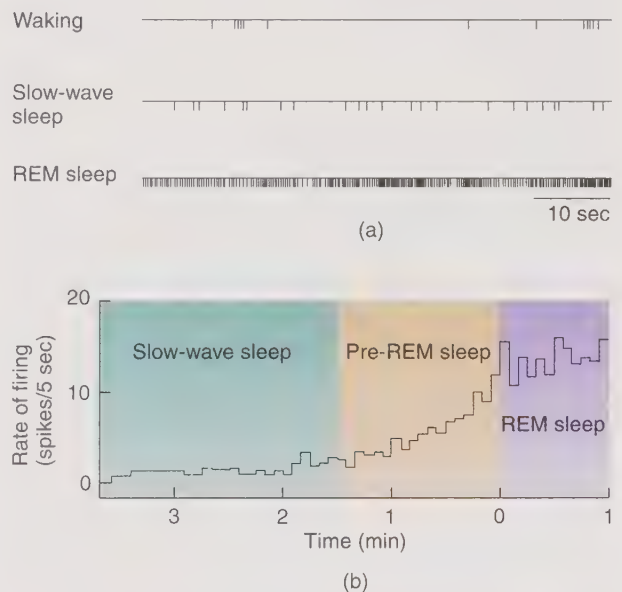 Waking
Slow-wave
sleep
REM sleep
10 sec
(a)
20
10
0
Rate of firing
(spikes/5 sec)
Slow-wave sleep
Pre-REM sleep
REM sleep
3
2
1
0
1
Time (min)
(b)